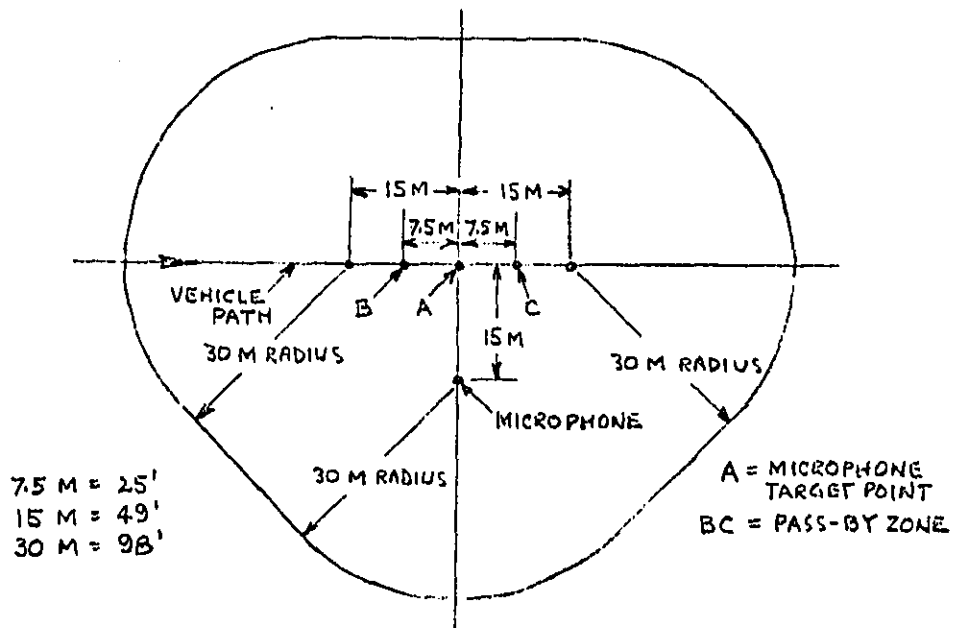 15 M
15 M
7.5 M
7.5 M
VEHICLE
PATH
B
A
C
15 M
30 M RADIUS
30 M RADIUS
MICROPHONE
30 M RADIUS
7.5 M = 25'
15 M = 49'
30 M = 98'
A = MICROPHONE
TARGET POINT
BC = PASS-BY ZONE